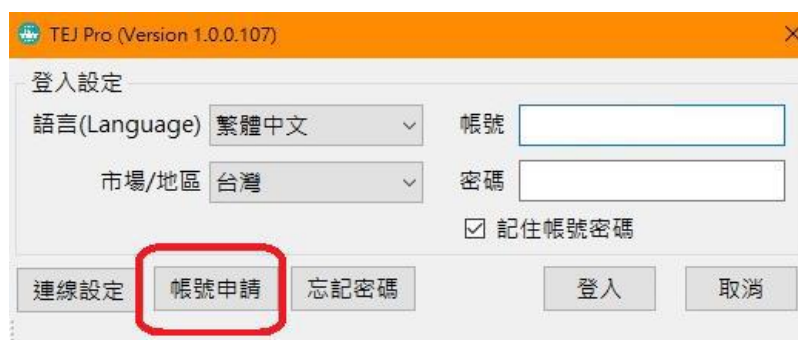 TEJ Pro (Version 1.0.0.107)
登入設定
語言(Language) 繁體中文 帳號
市場/地區 台灣 密碼
記住帳號密碼
連線設定 帳號申請 忘記密碼 登入 取消